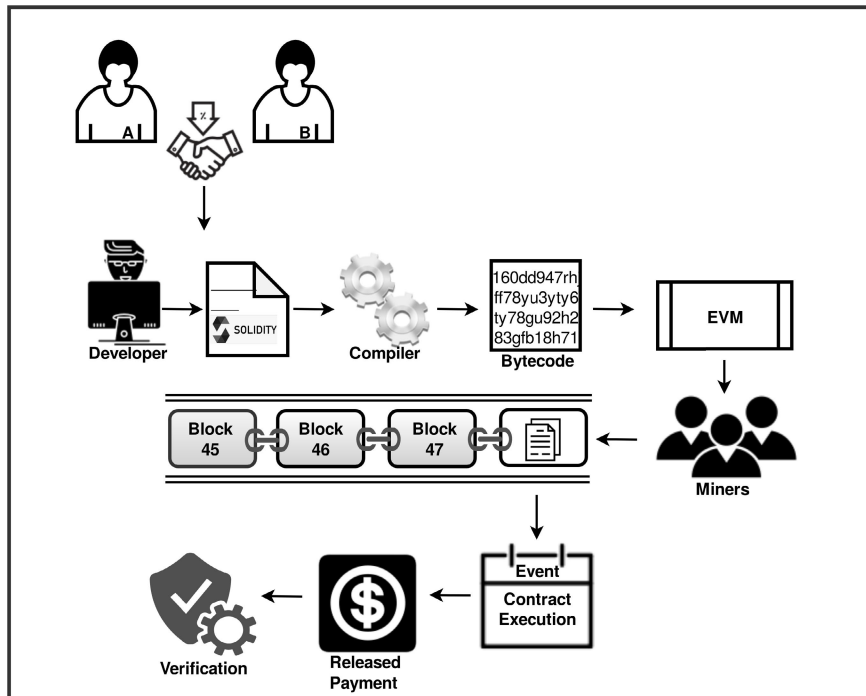 A
B
%
SOLIDITY
Developer
Compiler
160dd947rh
ff78yu3yty6
ty78gu92h2
83gfb18h71
Bytecode
EVM
Block
45
Block
46
Block
47
Miners
Event
Contract
Execution
$
Verification
Released
Payment